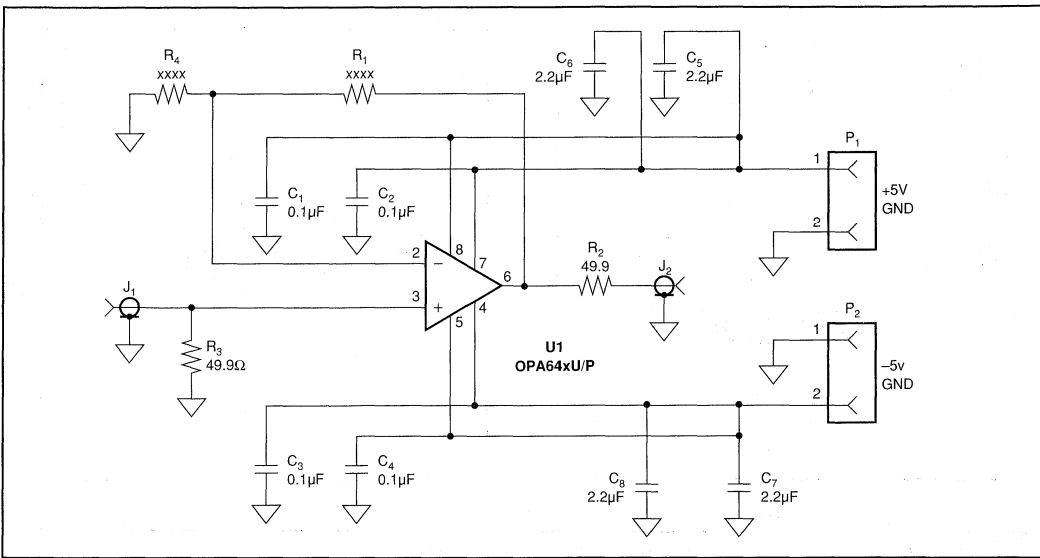 R4
xxxx
R1
xxxx
C6
2.2µF
C5
2.2µF
P1
1
+5V
GND
2
C1
0.1µF
C2
0.1µF
2
−
8
7
6
3
+
4
5
R2
49.9
J2
J1
R3
49.9Ω
U1
OPA64xU/P
P2
1
−5v
GND
2
C3
0.1µF
C4
0.1µF
C8
2.2µF
C7
2.2µF